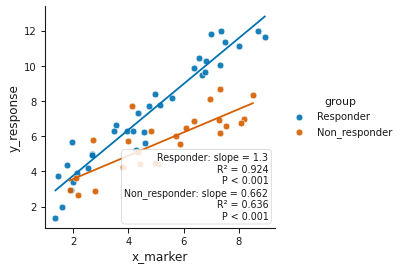 14
12
10
8
6
4
2
2
4
6
8
x_marker
y_response
Responder: slope = 1.3
R² = 0.924
P < 0.001
Non_responder: slope = 0.662
R² = 0.636
P < 0.001
group
Responder
Non_responder